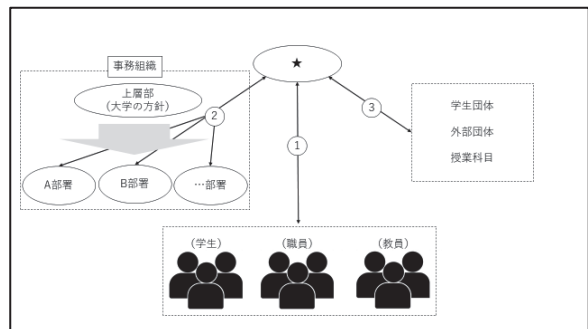 事務組織
上層部
(大学の方針)
★
②
③
①
A部署
B部署
…部署
学生団体
外部団体
授業科目
(学生)
(職員)
(教員)